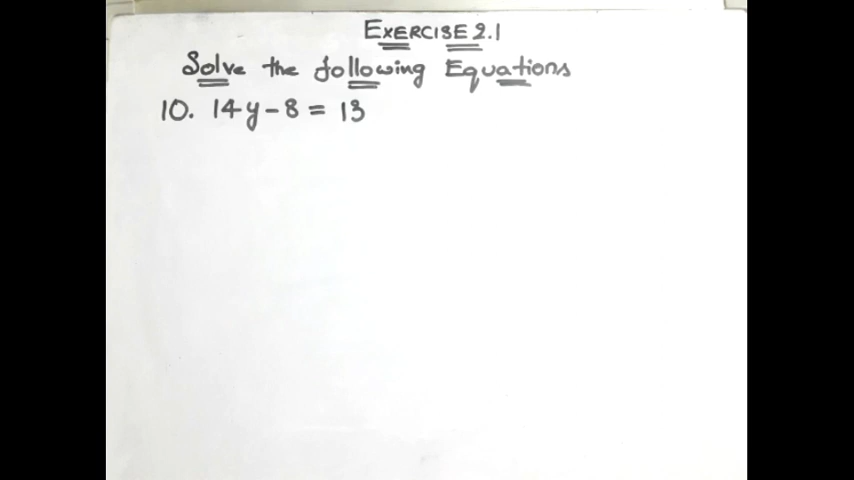 EXERCISE 2.1
Solve the following Equations
10. 14y - 8 = 13